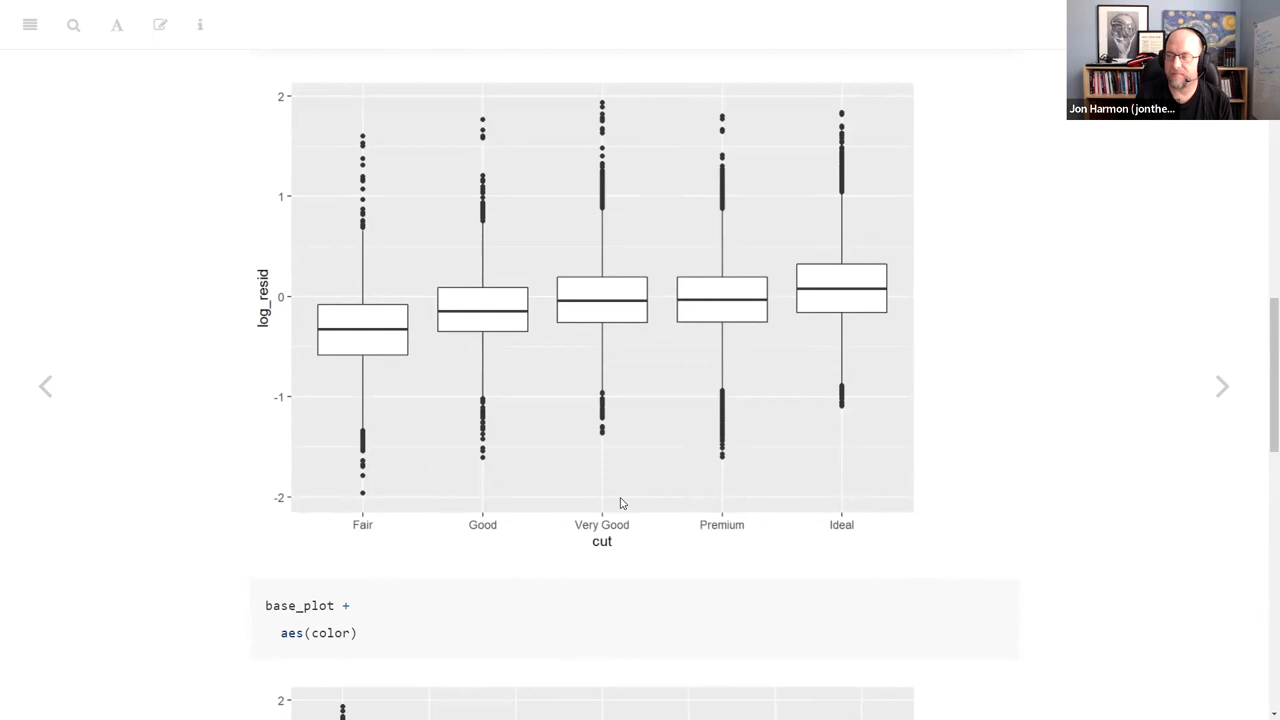 A
Jon Harmon (jonthe...
2
1
0
-1
-2
log_resid
Fair
Good
Very Good
Premium
Ideal
cut
base_plot +
aes(color)
2